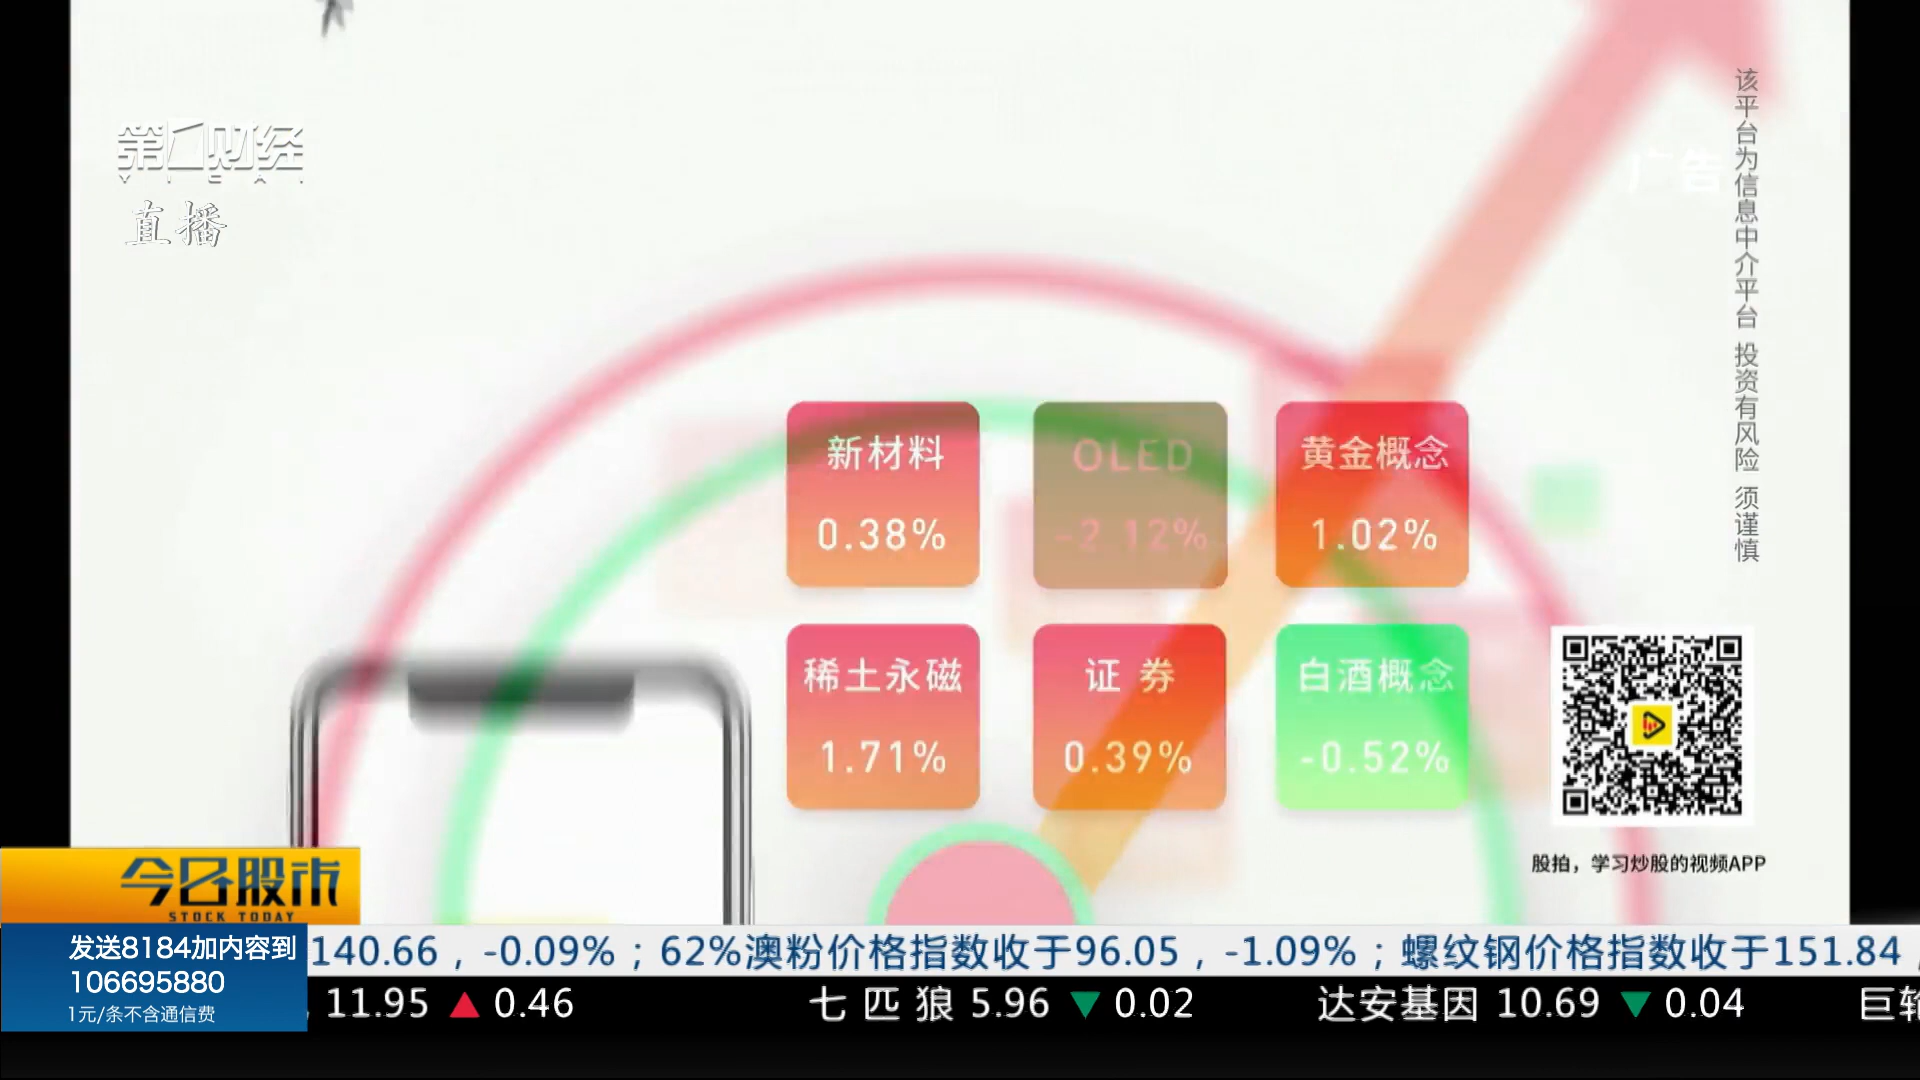 第一财经
YICAI
直播
广告
该平台为信息中介平台 投资有风险 须谨慎
新材料
0.38%
OLED
-2.12%
黄金概念
1.02%
稀土永磁
1.71%
证券
0.39%
白酒概念
-0.52%
股拍，学习炒股的视频APP
今日股市
STOCK TODAY
发送8184加内容到
106695880
1元/条不含通信费
140.66，-0.09%；62%澳粉价格指数收于96.05，-1.09%；螺纹钢价格指数收于151.84
11.95 ▲ 0.46 七匹狼 5.96 ▼ 0.02 达安基因 10.69 ▼ 0.04 巨轮